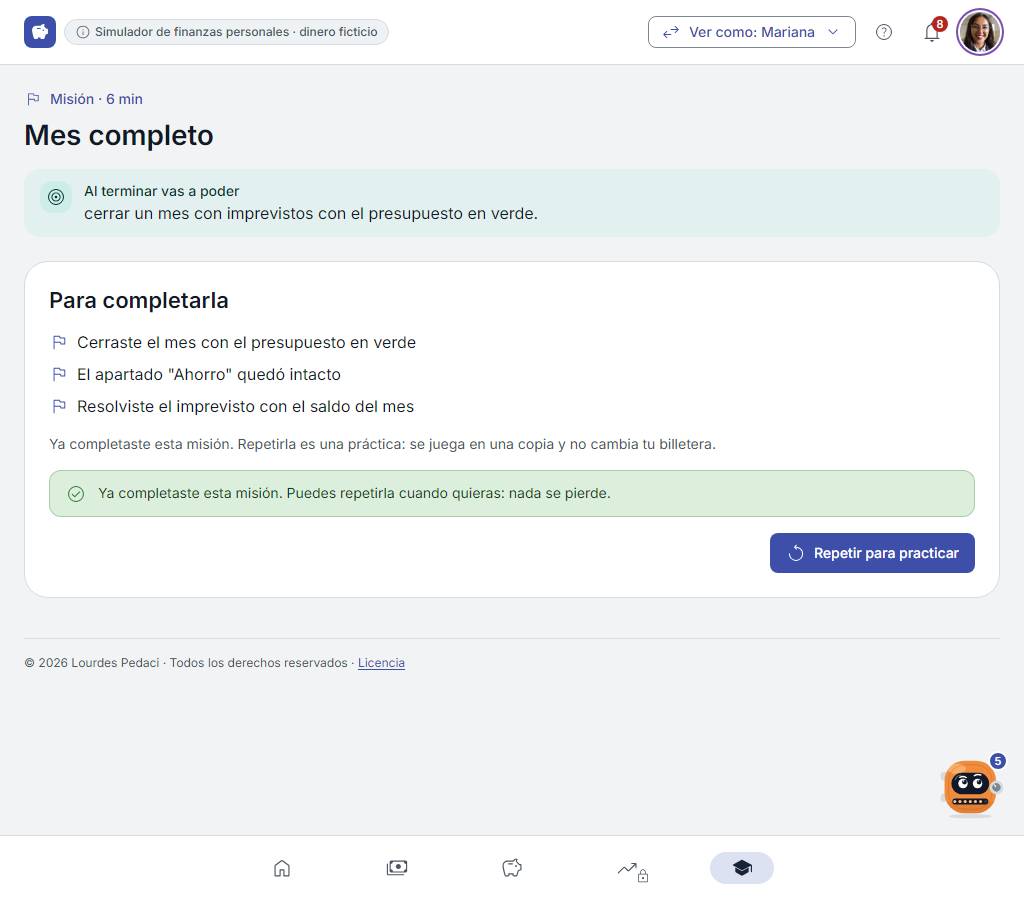 Simulador de finanzas personales · dinero ficticio
Ver como: Mariana
8
Misión · 6 min
Mes completo
Al terminar vas a poder
cerrar un mes con imprevistos con el presupuesto en verde.
Para completarla
Cerraste el mes con el presupuesto en verde
El apartado "Ahorro" quedó intacto
Resolviste el imprevisto con el saldo del mes
Ya completaste esta misión. Repetirla es una práctica: se juega en una copia y no cambia tu billetera.
Ya completaste esta misión. Puedes repetirla cuando quieras: nada se pierde.
Repetir para practicar
© 2026 Lourdes Pedaci · Todos los derechos reservados · Licencia
5